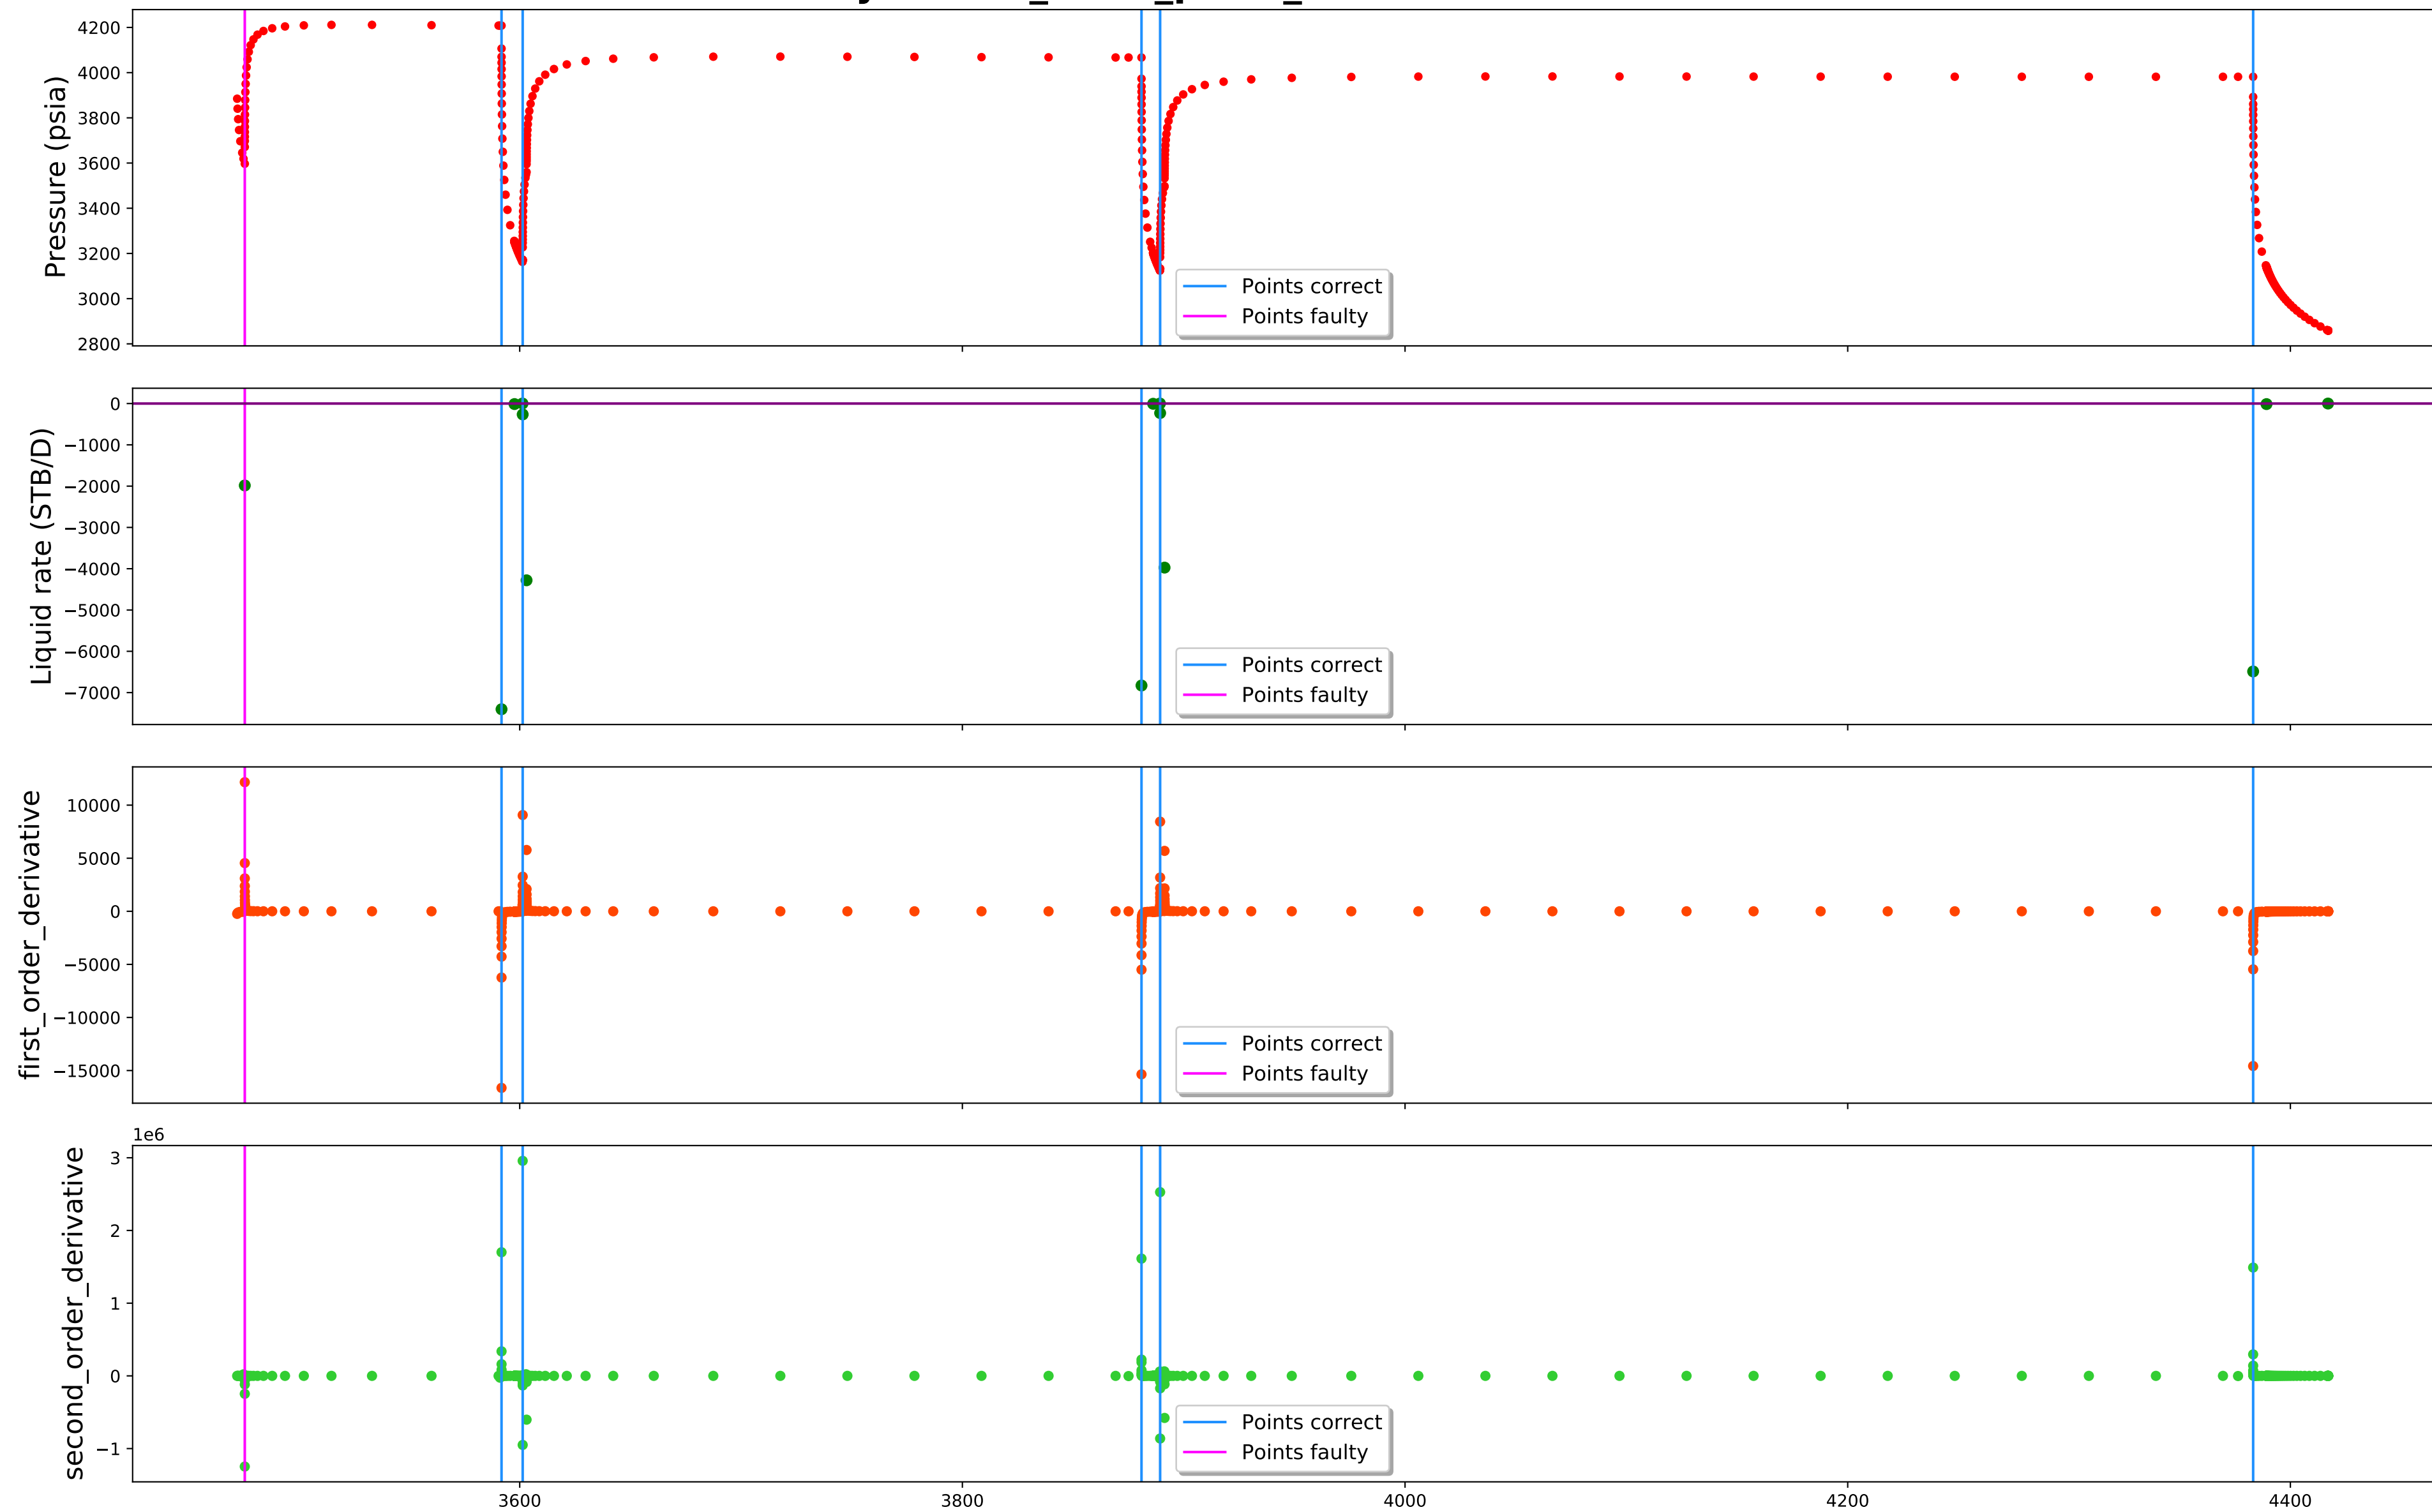 4200
4000
3800
3600
3400
3200
3000
2800
Pressure (psia)
Points correct
Points faulty
0
−1000
−2000
−3000
−4000
−5000
−6000
−7000
Liquid rate (STB/D)
Points correct
Points faulty
10000
5000
0
−5000
−10000
−15000
first_order_derivative
Points correct
Points faulty
1e6
3
2
1
0
−1
second_order_derivative
Points correct
Points faulty
3600 3800 4000 4200 4400